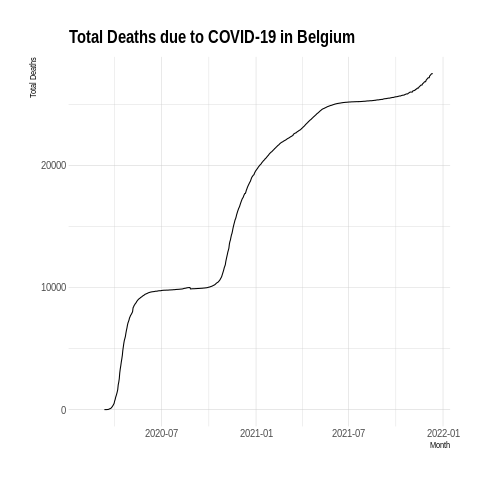 Total Deaths due to COVID-19 in Belgium
Total Deaths
20000
10000
0
2020-07 2021-01 2021-07 2022-01
Month